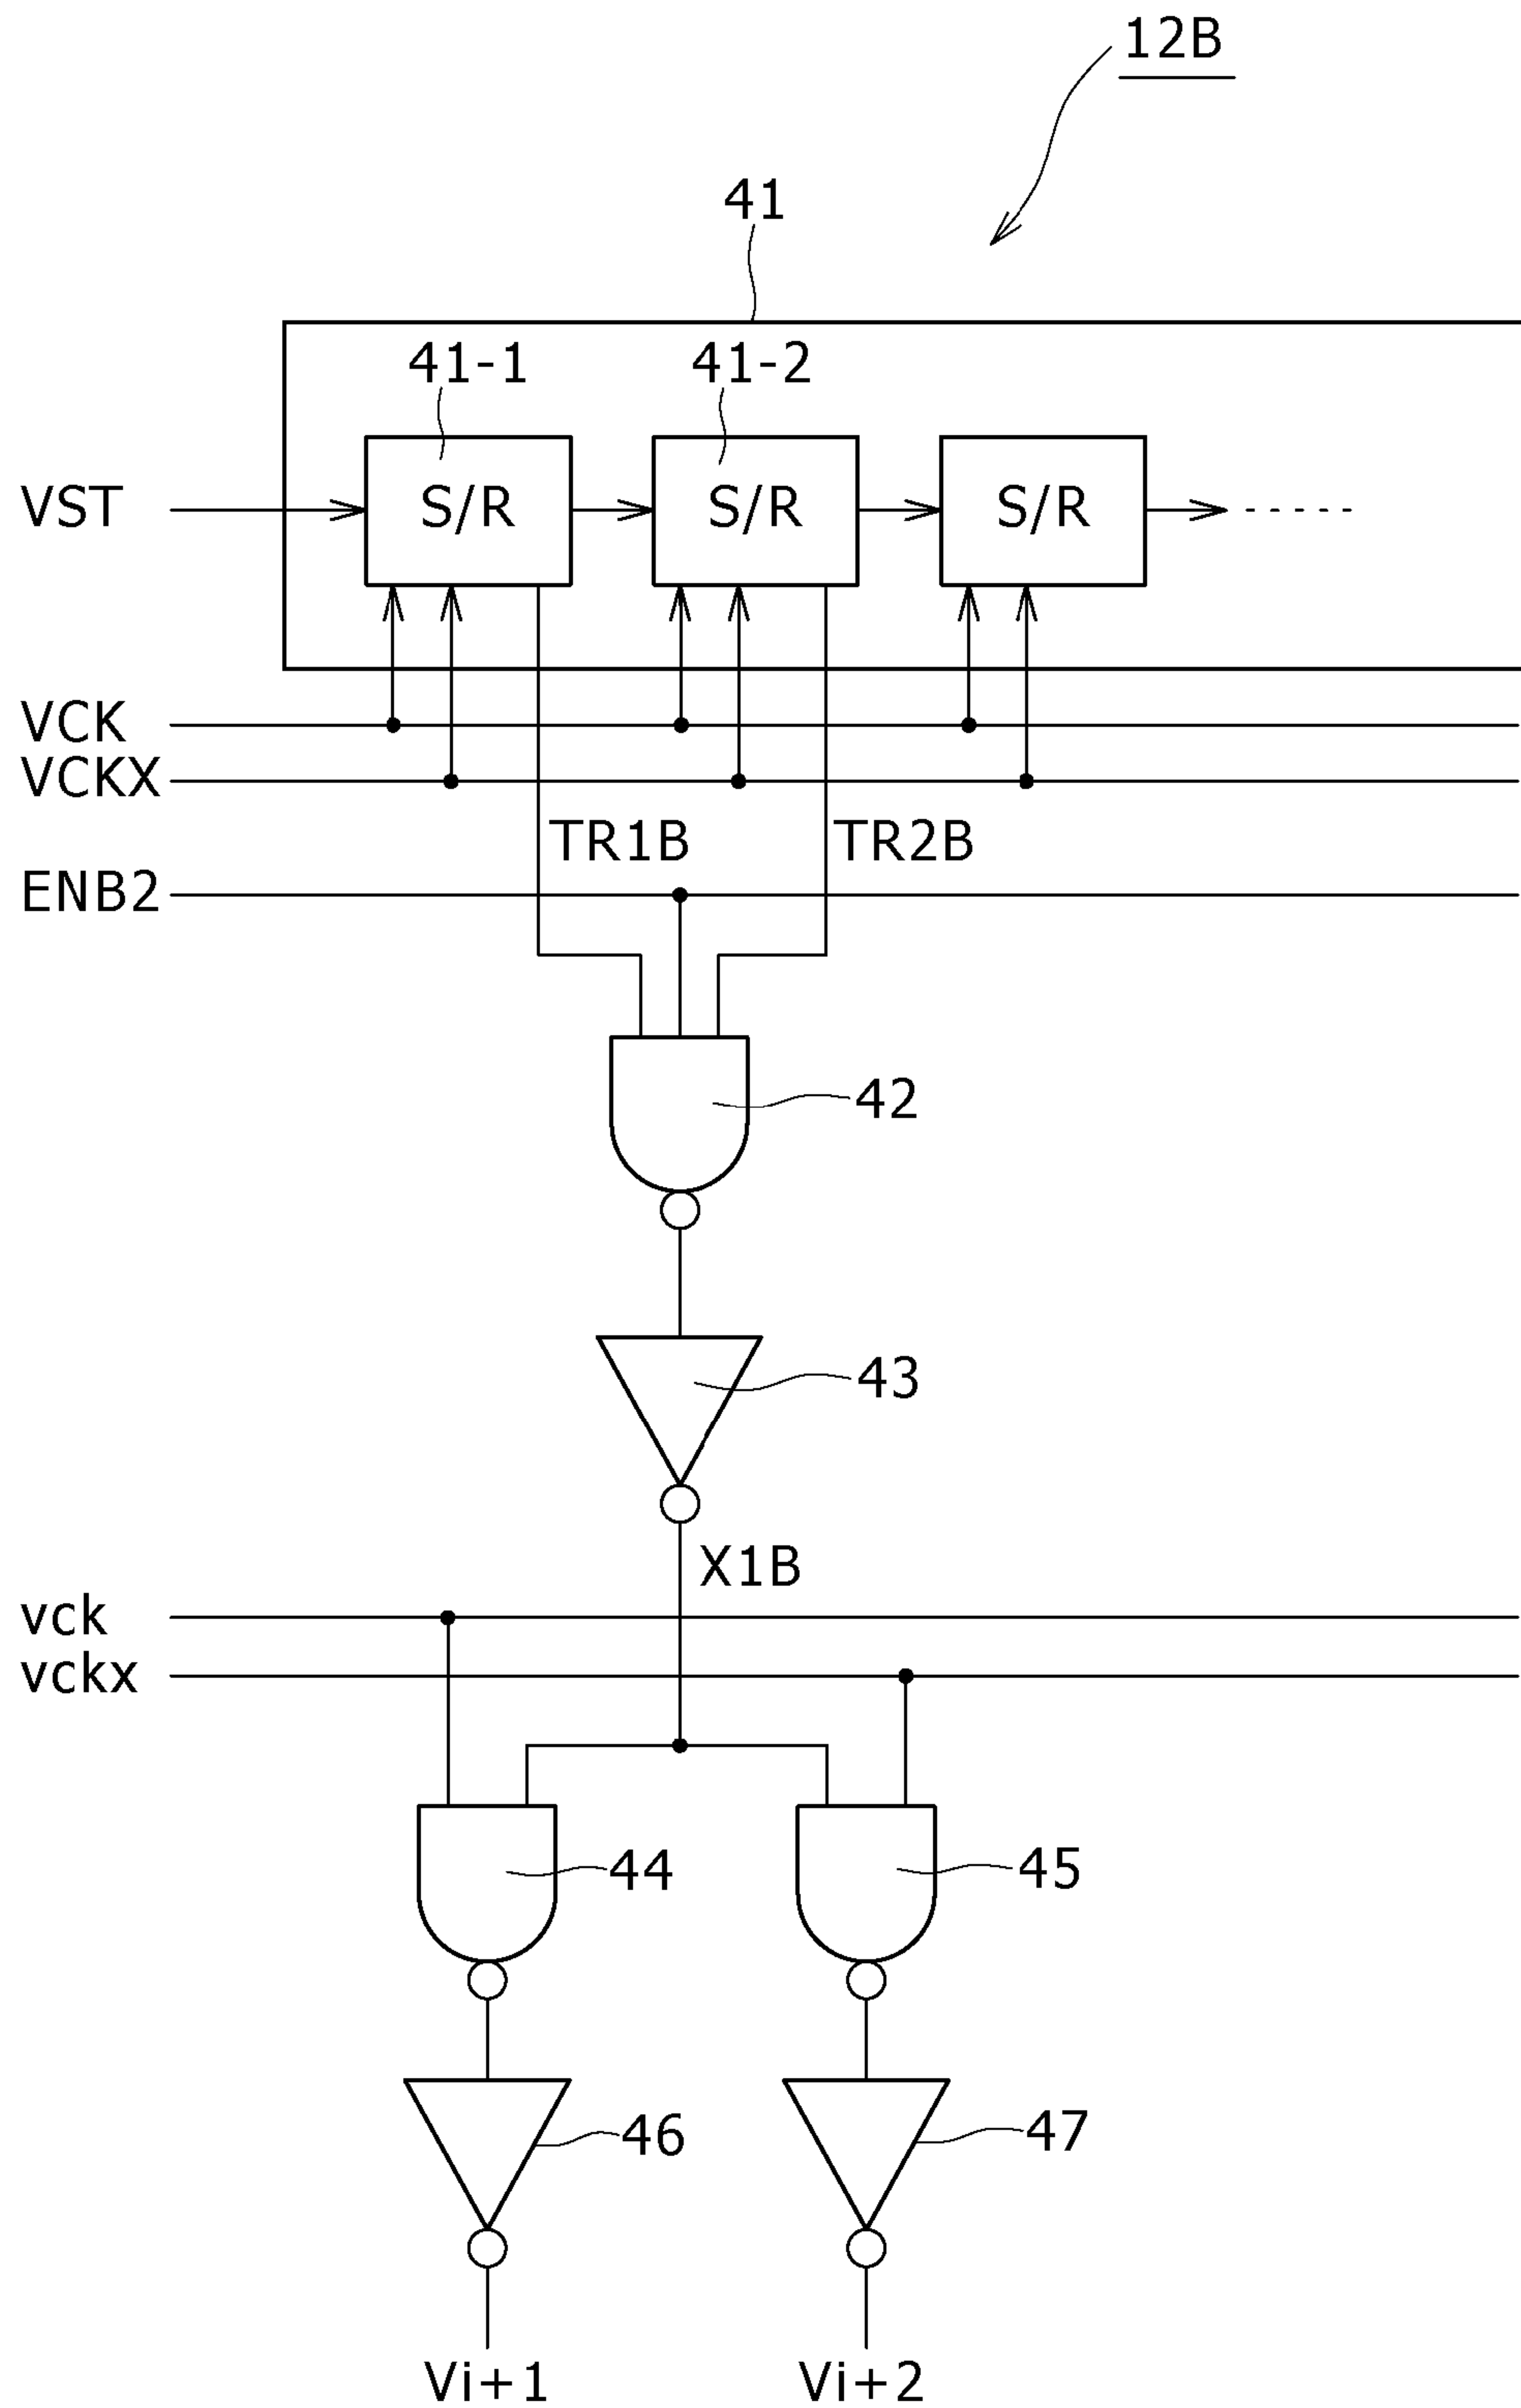 12B
41
41-1
41-2
VST
S/R
S/R
S/R
VCK
VCKX
TR1B
TR2B
ENB2
42
43
X1B
vck
vckx
44
45
46
47
Vi+1
Vi+2